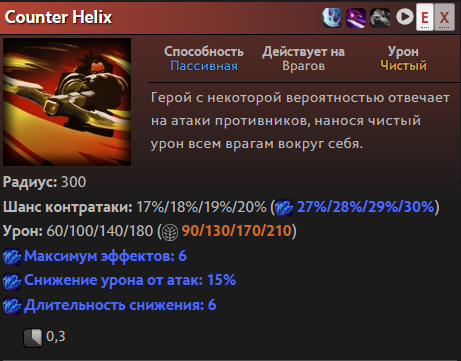 Counter Helix
E X
Способность Действует на Урон
Пассивная Врагов Чистый
Герой с некоторой вероятностью отвечает
на атаки противников, нанося чистый
урон всем врагам вокруг себя.
Радиус: 300
Шанс контратаки: 17%/18%/19%/20% ( 27%/28%/29%/30%)
Урон: 60/100/140/180 ( 90/130/170/210)
Максимум эффектов: 6
Снижение урона от атак: 15%
Длительность снижения: 6
0,3